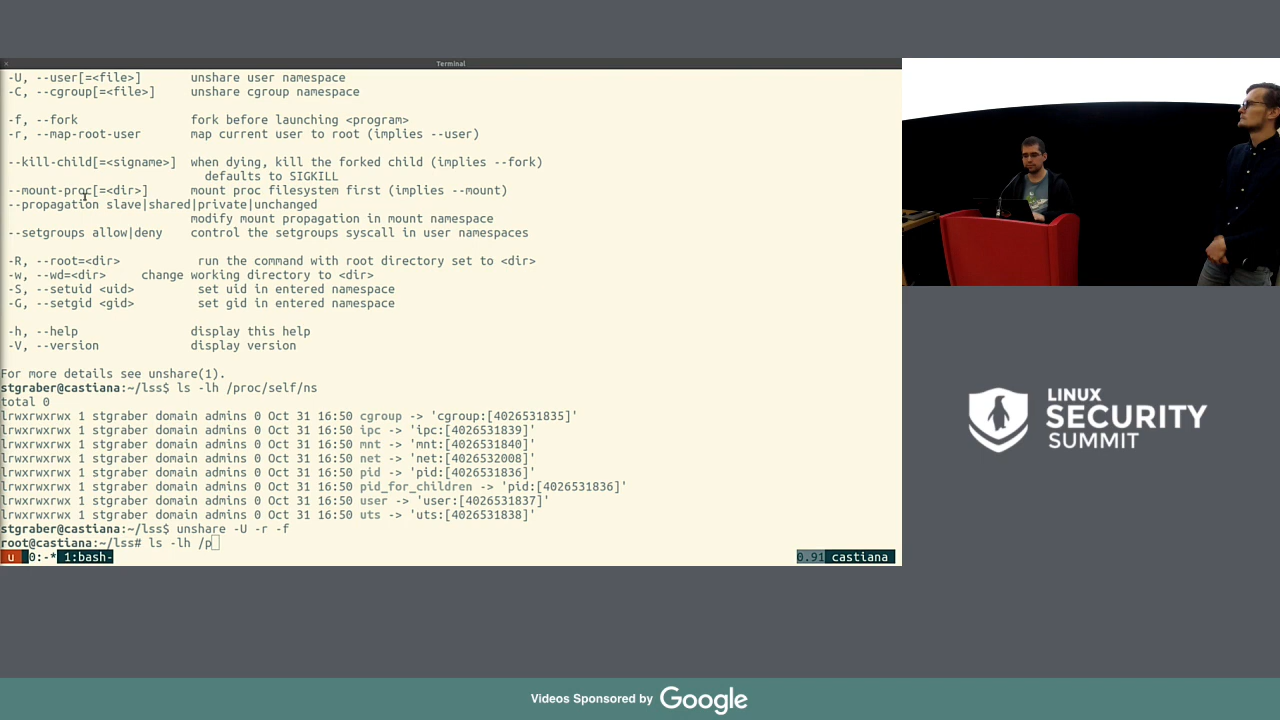 Terminal
-U, --user[=<file>] unshare user namespace
-C, --cgroup[=<file>] unshare cgroup namespace
-f, --fork fork before launching <program>
-r, --map-root-user map current user to root (implies --user)
--kill-child[=<signame>] when dying, kill the forked child (implies --fork)
defaults to SIGKILL
--mount-proc[=<dir>] mount proc filesystem first (implies --mount)
--propagation slave|shared|private|unchanged
modify mount propagation in mount namespace
--setgroups allow|deny control the setgroups syscall in user namespaces
-R, --root=<dir> run the command with root directory set to <dir>
-w, --wd=<dir> change working directory to <dir>
-S, --setuid <uid> set uid in entered namespace
-G, --setgid <gid> set gid in entered namespace
-h, --help display this help
-V, --version display version
For more details see unshare(1).
stgraber@castiana:~/lss$ ls -lh /proc/self/ns
total 0
lrwxrwxrwx 1 stgraber domain admins 0 Oct 31 16:50 cgroup -> 'cgroup:[4026531835]'
lrwxrwxrwx 1 stgraber domain admins 0 Oct 31 16:50 ipc -> 'ipc:[4026531839]'
lrwxrwxrwx 1 stgraber domain admins 0 Oct 31 16:50 mnt -> 'mnt:[4026531840]'
lrwxrwxrwx 1 stgraber domain admins 0 Oct 31 16:50 net -> 'net:[4026532008]'
lrwxrwxrwx 1 stgraber domain admins 0 Oct 31 16:50 pid -> 'pid:[4026531836]'
lrwxrwxrwx 1 stgraber domain admins 0 Oct 31 16:50 pid_for_children -> 'pid:[4026531836]'
lrwxrwxrwx 1 stgraber domain admins 0 Oct 31 16:50 user -> 'user:[4026531837]'
lrwxrwxrwx 1 stgraber domain admins 0 Oct 31 16:50 uts -> 'uts:[4026531838]'
stgraber@castiana:~/lss$ unshare -U -r -f
root@castiana:~/lss# ls -lh /p
u 0:-* 1:bash- 0.91 castiana
LINUX
SECURITY
SUMMIT
Videos Sponsored by Google